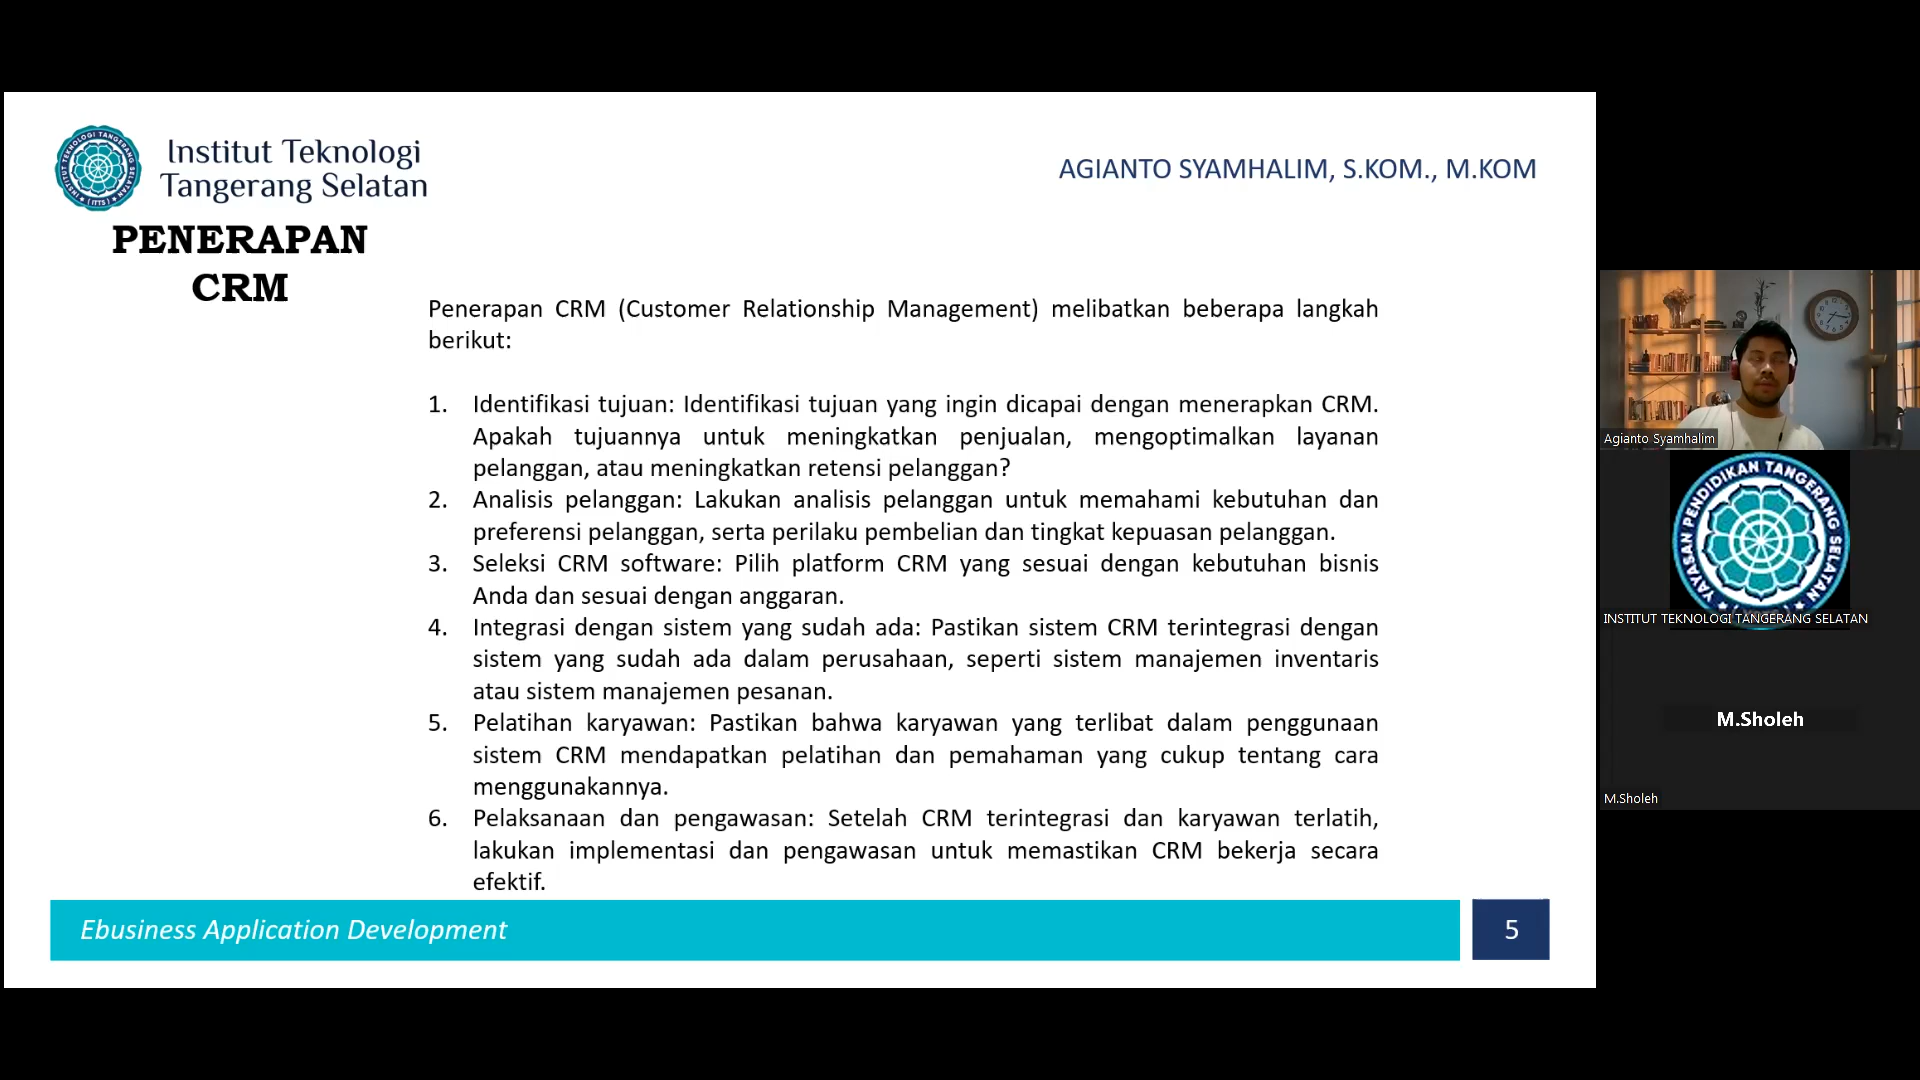 Institut Teknologi
Tangerang Selatan
AGIANTO SYAMHALIM, S.KOM., M.KOM
PENERAPAN
CRM
Penerapan CRM (Customer Relationship Management) melibatkan beberapa langkah
berikut:
1. Identifikasi tujuan: Identifikasi tujuan yang ingin dicapai dengan menerapkan CRM.
Apakah tujuannya untuk meningkatkan penjualan, mengoptimalkan layanan
pelanggan, atau meningkatkan retensi pelanggan?
2. Analisis pelanggan: Lakukan analisis pelanggan untuk memahami kebutuhan dan
preferensi pelanggan, serta perilaku pembelian dan tingkat kepuasan pelanggan.
3. Seleksi CRM software: Pilih platform CRM yang sesuai dengan kebutuhan bisnis
Anda dan sesuai dengan anggaran.
4. Integrasi dengan sistem yang sudah ada: Pastikan sistem CRM terintegrasi dengan
sistem yang sudah ada dalam perusahaan, seperti sistem manajemen inventaris
atau sistem manajemen pesanan.
5. Pelatihan karyawan: Pastikan bahwa karyawan yang terlibat dalam penggunaan
sistem CRM mendapatkan pelatihan dan pemahaman yang cukup tentang cara
menggunakannya.
6. Pelaksanaan dan pengawasan: Setelah CRM terintegrasi dan karyawan terlatih,
lakukan implementasi dan pengawasan untuk memastikan CRM bekerja secara
efektif.
Ebusiness Application Development
5
Agianto Syamhalim
YAYASAN PENDIDIKAN TANGERANG SELATAN
INSTITUT TEKNOLOGI TANGERANG SELATAN
M.Sholeh
M.Sholeh